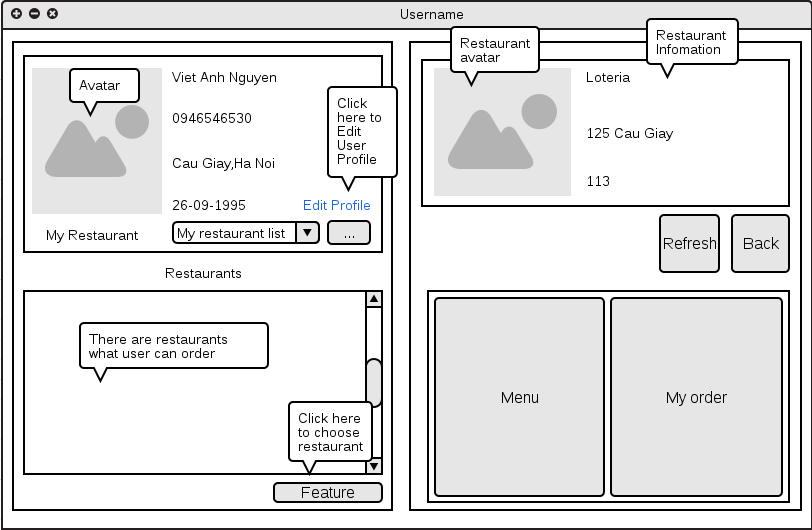 Username
Avatar
Viet Anh Nguyen
0946546530
Cau Giay,Ha Noi
26-09-1995
Click
here to
Edit
User
Profile
Edit Profile
My Restaurant
My restaurant list
...
Restaurants
There are restaurants
what user can order
Click here
to choose
restaurant
Feature
Restaurant
avatar
Restaurant
Infomation
Loteria
125 Cau Giay
113
Refresh
Back
Menu
My order